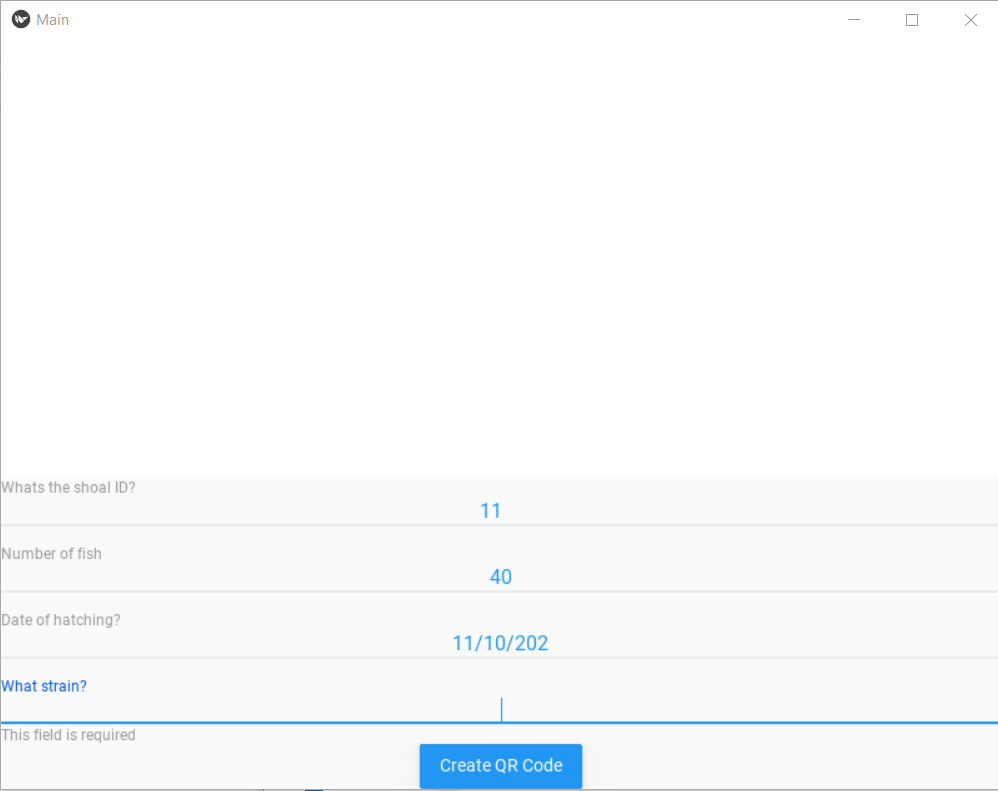 Main
Whats the shoal ID?
11
Number of fish
40
Date of hatching?
11/10/202
What strain?
This field is required
Create QR Code